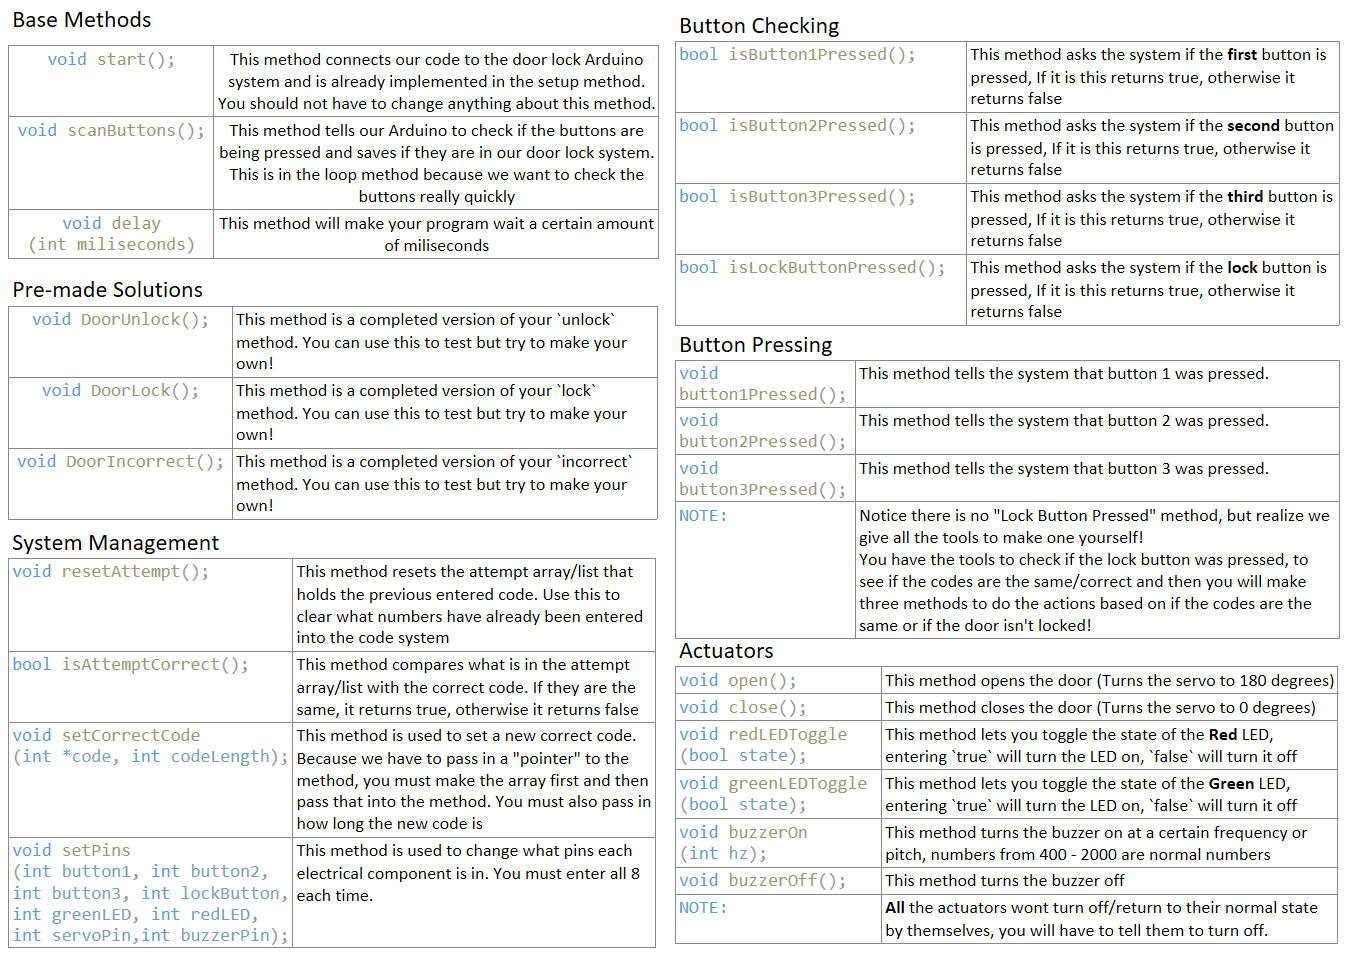 Base Methods
void start();
This method connects our code to the door lock Arduino
system and is already implemented in the setup method.
You should not have to change anything about this method.
void scanButtons();
This method tells our Arduino to check if the buttons are
being pressed and saves if they are in our door lock system.
This is in the loop method because we want to check the
buttons really quickly
void delay
(int miliseconds)
This method will make your program wait a certain amount
of miliseconds
Pre-made Solutions
void DoorUnlock();
This method is a completed version of your `unlock`
method. You can use this to test but try to make your
own!
void DoorLock();
This method is a completed version of your `lock`
method. You can use this to test but try to make your
own!
void DoorIncorrect();
This method is a completed version of your `incorrect`
method. You can use this to test but try to make your
own!
System Management
void resetAttempt();
This method resets the attempt array/list that
holds the previous entered code. Use this to
clear what numbers have already been entered
into the code system
bool isAttemptCorrect();
This method compares what is in the attempt
array/list with the correct code. If they are the
same, it returns true, otherwise it returns false
void setCorrectCode
(int *code, int codeLength);
This method is used to set a new correct code.
Because we have to pass in a "pointer" to the
method, you must make the array first and then
pass that into the method. You must also pass in
how long the new code is
void setPins
(int button1, int button2,
int button3, int lockButton,
int greenLED, int redLED,
int servoPin,int buzzerPin);
This method is used to change what pins each
electrical component is in. You must enter all 8
each time.
Button Checking
bool isButton1Pressed();
This method asks the system if the first button is
pressed, If it is this returns true, otherwise it
returns false
bool isButton2Pressed();
This method asks the system if the second button
is pressed, If it is this returns true, otherwise it
returns false
bool isButton3Pressed();
This method asks the system if the third button is
pressed, If it is this returns true, otherwise it
returns false
bool isLockButtonPressed();
This method asks the system if the lock button is
pressed, If it is this returns true, otherwise it
returns false
Button Pressing
void
button1Pressed();
This method tells the system that button 1 was pressed.
void
button2Pressed();
This method tells the system that button 2 was pressed.
void
button3Pressed();
This method tells the system that button 3 was pressed.
NOTE:
Notice there is no "Lock Button Pressed" method, but realize we
give all the tools to make one yourself!
You have the tools to check if the lock button was pressed, to
see if the codes are the same/correct and then you will make
three methods to do the actions based on if the codes are the
same or if the door isn't locked!
Actuators
void open();
This method opens the door (Turns the servo to 180 degrees)
void close();
This method closes the door (Turns the servo to 0 degrees)
void redLEDToggle
(bool state);
This method lets you toggle the state of the Red LED,
entering `true` will turn the LED on, `false` will turn it off
void greenLEDToggle
(bool state);
This method lets you toggle the state of the Green LED,
entering `true` will turn the LED on, `false` will turn it off
void buzzerOn
(int hz);
This method turns the buzzer on at a certain frequency or
pitch, numbers from 400 - 2000 are normal numbers
void buzzerOff();
This method turns the buzzer off
NOTE:
All the actuators wont turn off/return to their normal state
by themselves, you will have to tell them to turn off.